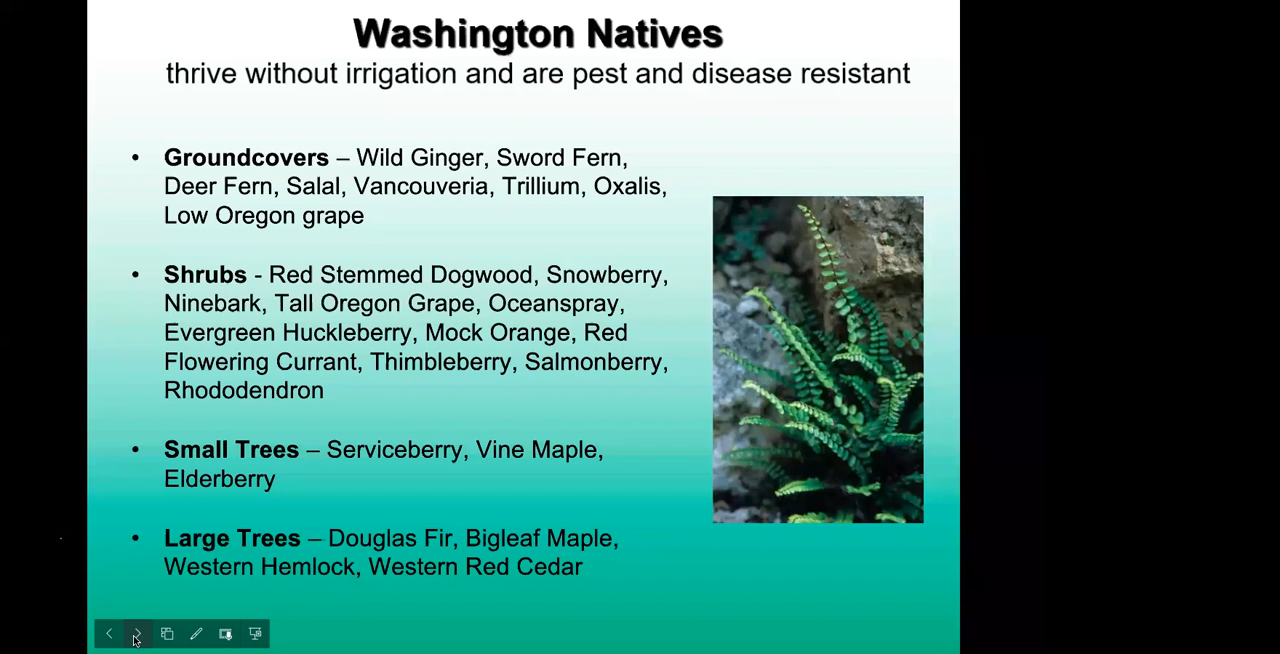 Washington Natives
thrive without irrigation and are pest and disease resistant
• Groundcovers – Wild Ginger, Sword Fern,
Deer Fern, Salal, Vancouveria, Trillium, Oxalis,
Low Oregon grape
• Shrubs - Red Stemmed Dogwood, Snowberry,
Ninebark, Tall Oregon Grape, Oceanspray,
Evergreen Huckleberry, Mock Orange, Red
Flowering Currant, Thimbleberry, Salmonberry,
Rhododendron
• Small Trees – Serviceberry, Vine Maple,
Elderberry
• Large Trees – Douglas Fir, Bigleaf Maple,
Western Hemlock, Western Red Cedar